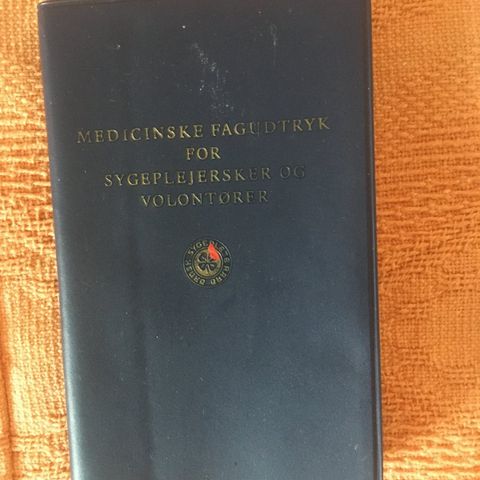 MEDICINSKE FAGUDTRYK
FOR
SYGEPLEJERSKER OG
VOLONTØRER